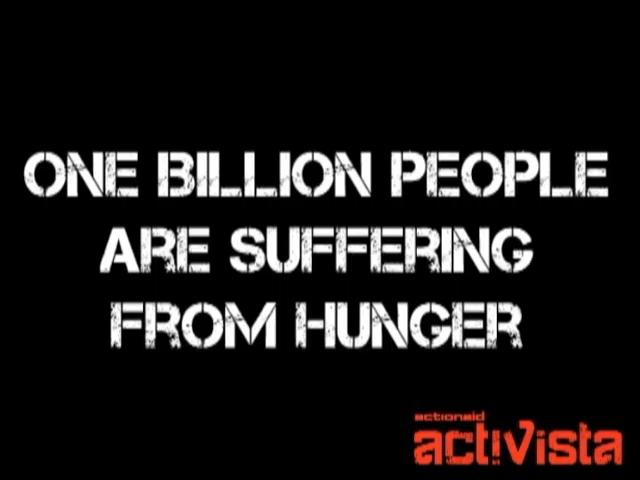 ONE BILLION PEOPLE
ARE SUFFERING
FROM HUNGER
actionaid
activista